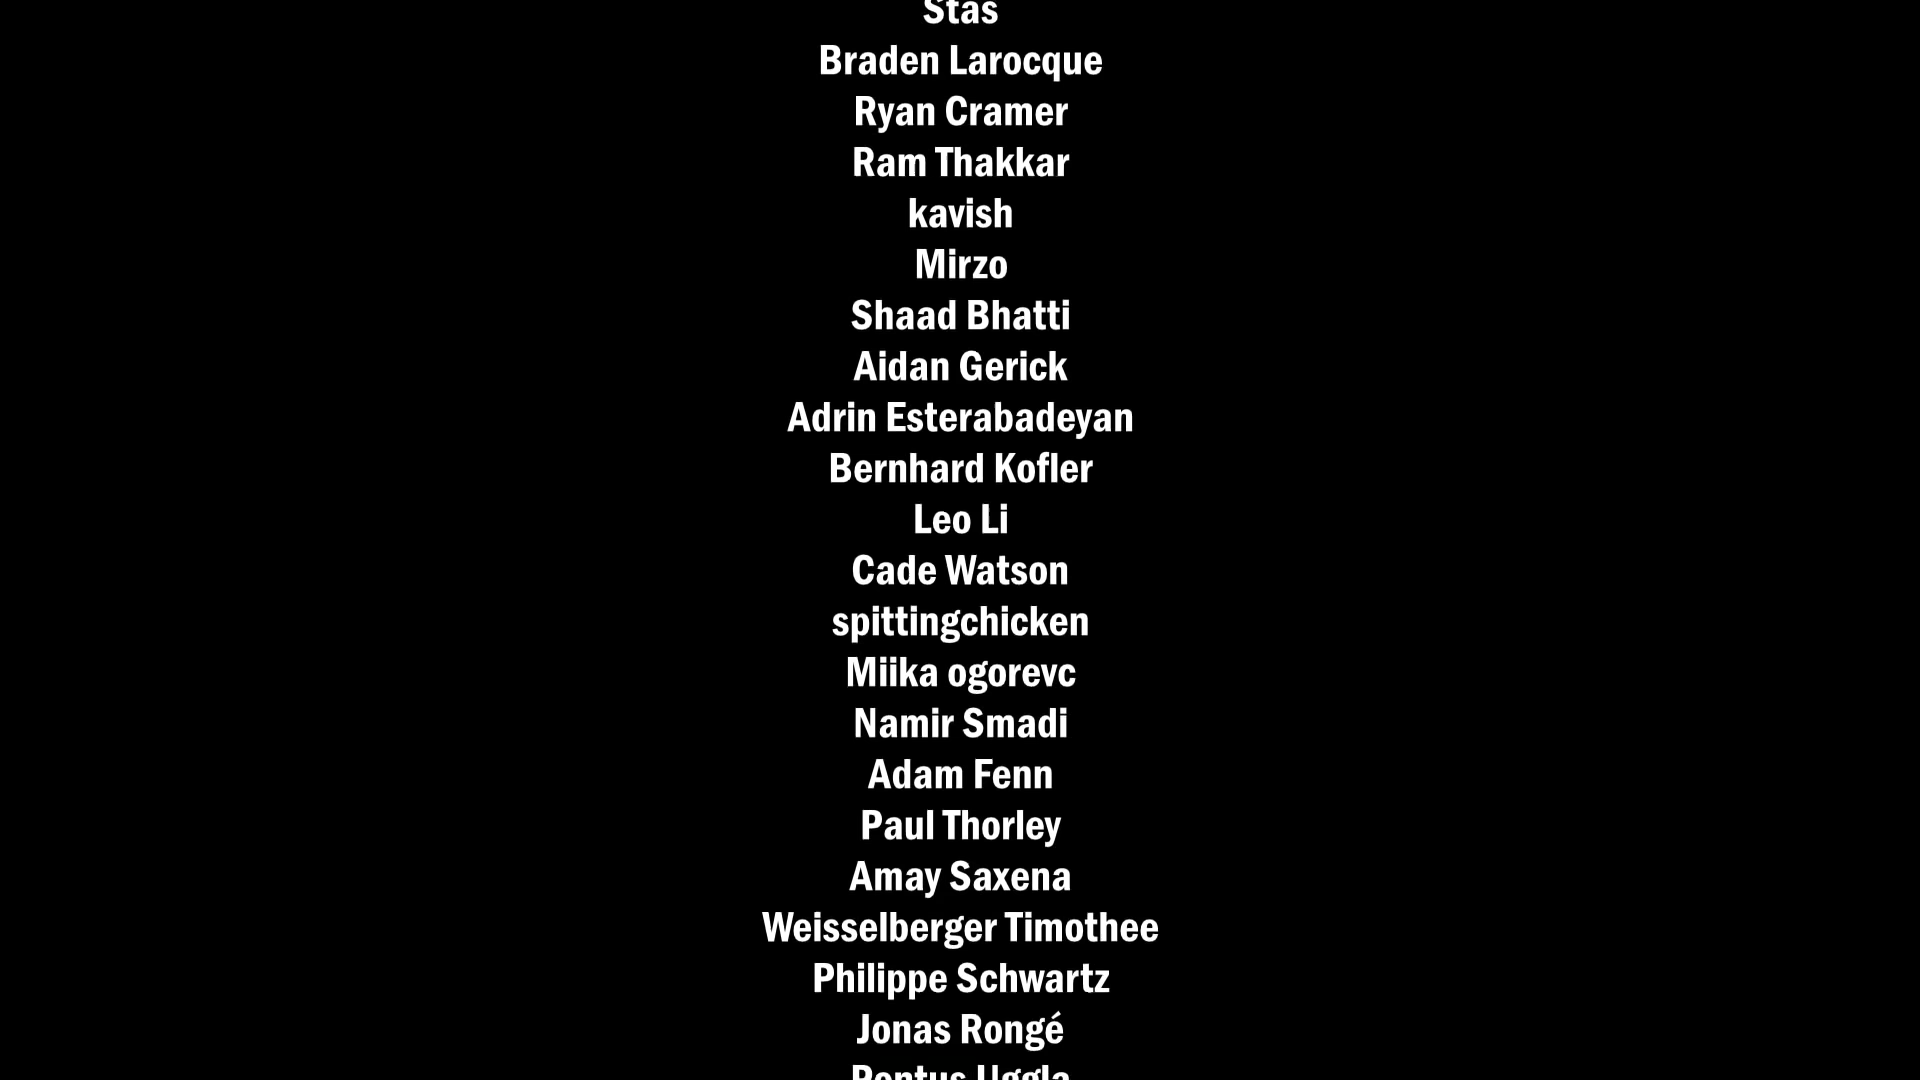 Stas
Braden Larocque
Ryan Cramer
Ram Thakkar
kavish
Mirzo
Shaad Bhatti
Aidan Gerick
Adrin Esterabadeyan
Bernhard Kofler
Leo Li
Cade Watson
spittingchicken
Miika ogorevc
Namir Smadi
Adam Fenn
Paul Thorley
Amay Saxena
Weisselberger Timothee
Philippe Schwartz
Jonas Rongé
Pontus Uggla